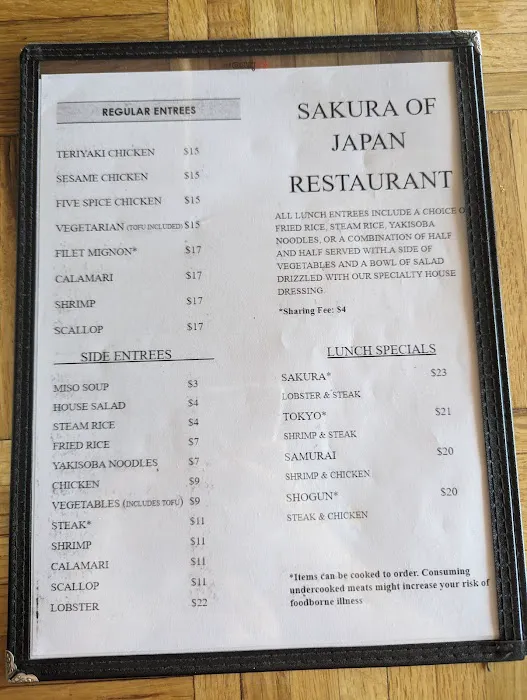 REGULAR ENTREES
TERIYAKI CHICKEN $15
SESAME CHICKEN $15
FIVE SPICE CHICKEN $15
VEGETARIAN (TOFU INCLUDED) $15
FILET MIGNON* $17
CALAMARI $17
SHRIMP $17
SCALLOP $17
SIDE ENTREES
MISO SOUP $3
HOUSE SALAD $4
STEAM RICE $4
FRIED RICE $7
YAKISOBA NOODLES $7
CHICKEN $9
VEGETABLES (INCLUDES TOFU) $9
STEAK* $11
SHRIMP $11
CALAMARI $11
SCALLOP $11
LOBSTER $22
SAKURA OF
JAPAN
RESTAURANT
ALL LUNCH ENTREES INCLUDE A CHOICE O
FRIED RICE, STEAM RICE, YAKISOBA
NOODLES, OR A COMBINATION OF HALF
AND HALF SERVED WITH A SIDE OF
VEGETABLES AND A BOWL OF SALAD
DRIZZLED WITH OUR SPECIALTY HOUSE
DRESSING
*Sharing Fee: $4
LUNCH SPECIALS
SAKURA* $23
LOBSTER & STEAK
TOKYO* $21
SHRIMP & STEAK
SAMURAI $20
SHRIMP & CHICKEN
SHOGUN* $20
STEAK & CHICKEN
*Items can be cooked to order. Consuming
undercooked meats might increase your risk of
foodborne illness